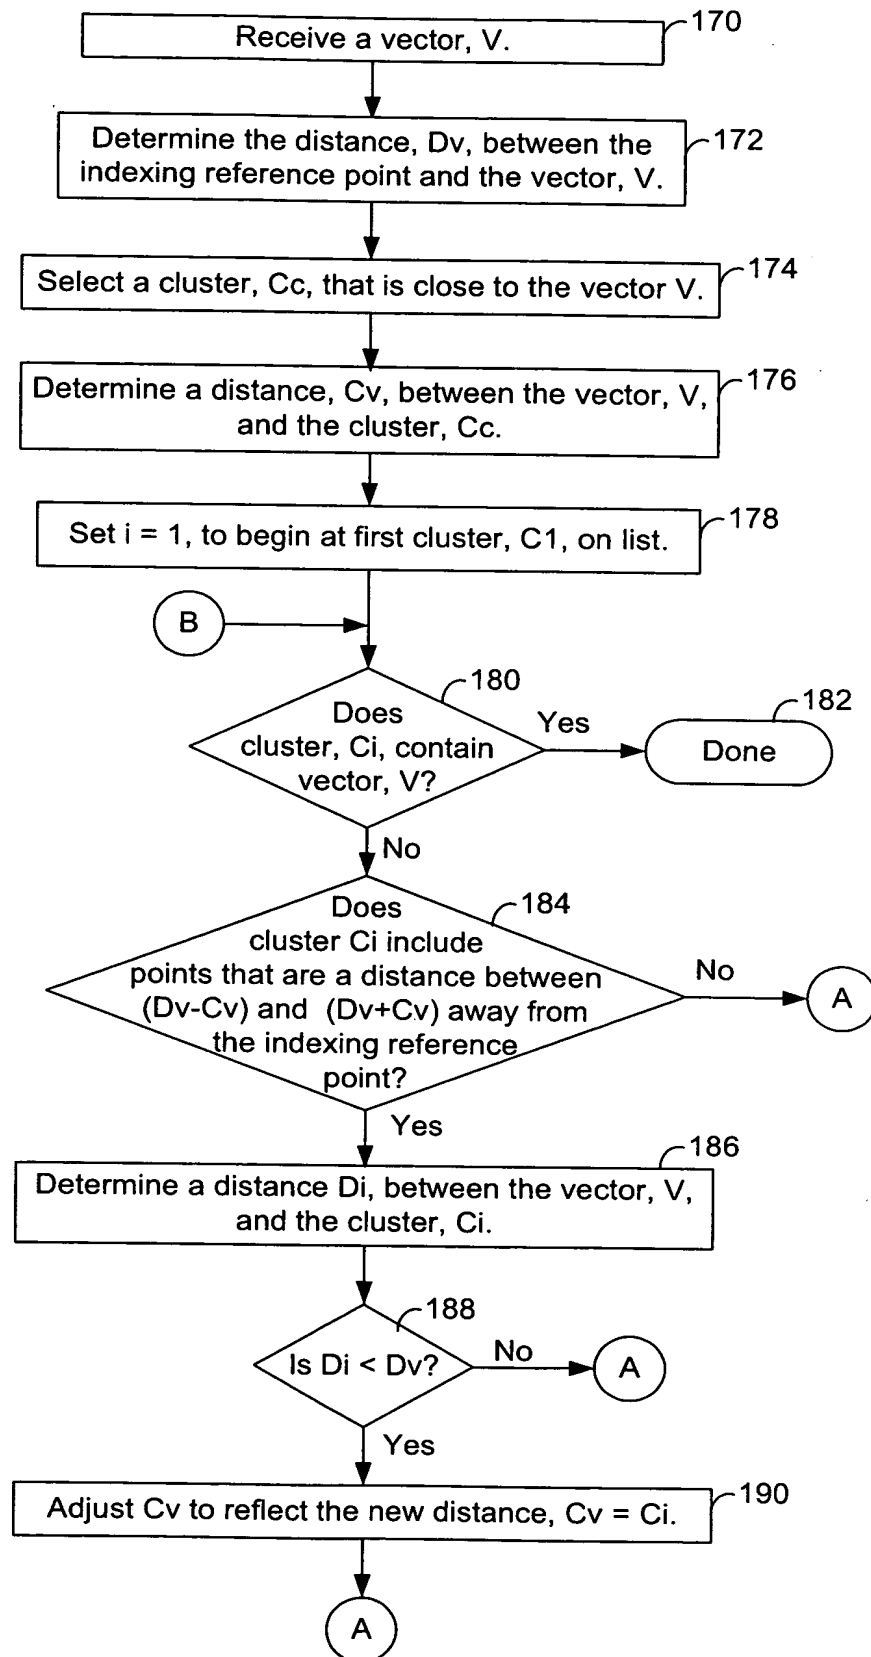 Receive a vector, V.
170
Determine the distance, Dv, between the
indexing reference point and the vector, V.
172
Select a cluster, Cc, that is close to the vector V.
174
Determine a distance, Cv, between the vector, V,
and the cluster, Cc.
176
Set i = 1, to begin at first cluster, C1, on list.
178
B
180
Does
cluster, Ci, contain
vector, V?
Yes
182
Done
No
184
Does
cluster Ci include
points that are a distance between
(Dv-Cv) and (Dv+Cv) away from
the indexing reference
point?
No
A
Yes
186
Determine a distance Di, between the vector, V,
and the cluster, Ci.
188
Is Di < Dv?
No
A
Yes
Adjust Cv to reflect the new distance, Cv = Ci.
190
A